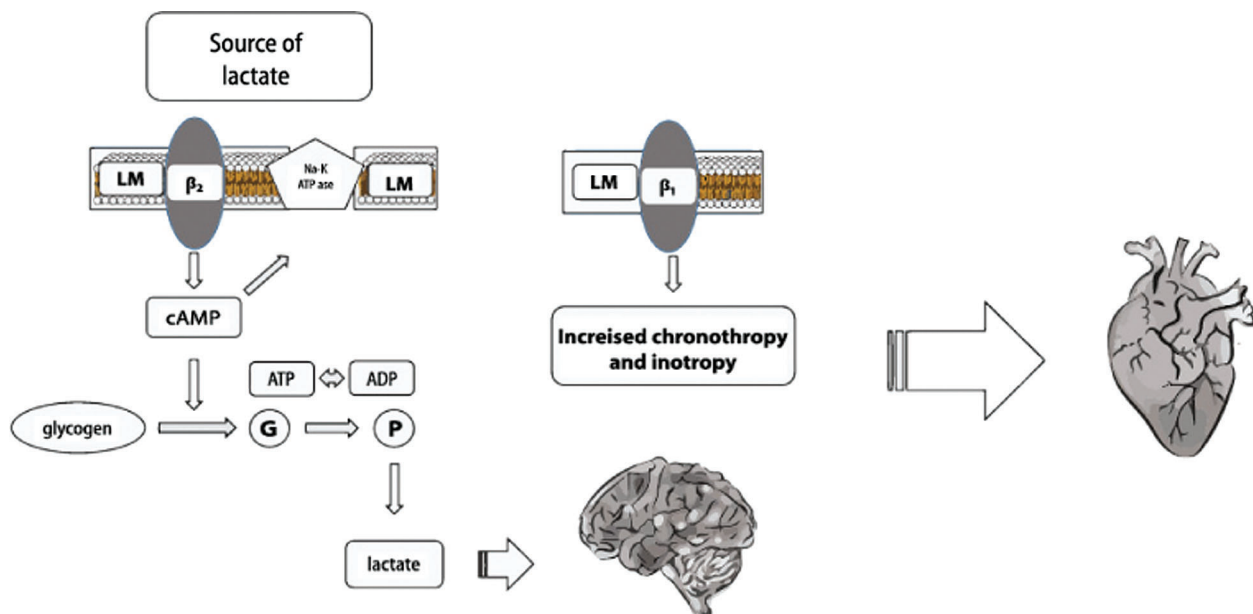 Source of
lactate
LM
β₂
Na-K
ATP ase
LM
LM
β₁
cAMP
Increised chronothropy
and inotropy
ATP
ADP
glycogen
G
P
lactate